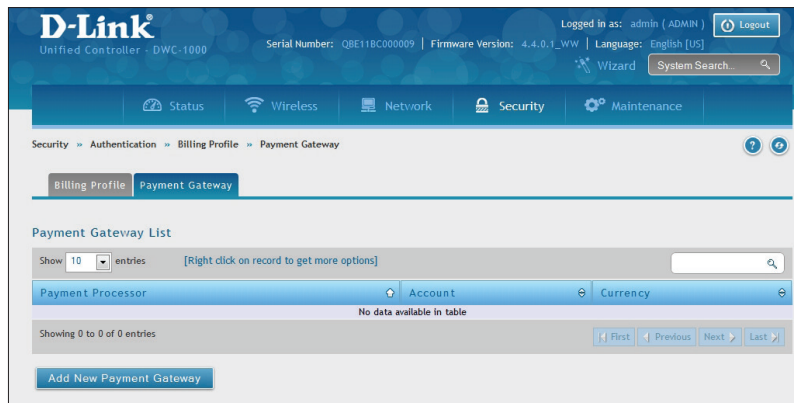 D-Link
Unified Controller - DWC-1000
Logged in as: admin ( ADMIN )
Logout
Serial Number: QBE11BC000009 | Firmware Version: 4.4.0.1_WW | Language: English [US]
Wizard
System Search...
Status
Wireless
Network
Security
Maintenance
Security » Authentication » Billing Profile » Payment Gateway
?
Billing Profile
Payment Gateway
Payment Gateway List
Show 10 entries
[Right click on record to get more options]
Payment Processor
Account
Currency
No data available in table
Showing 0 to 0 of 0 entries
First
Previous
Next
Last
Add New Payment Gateway